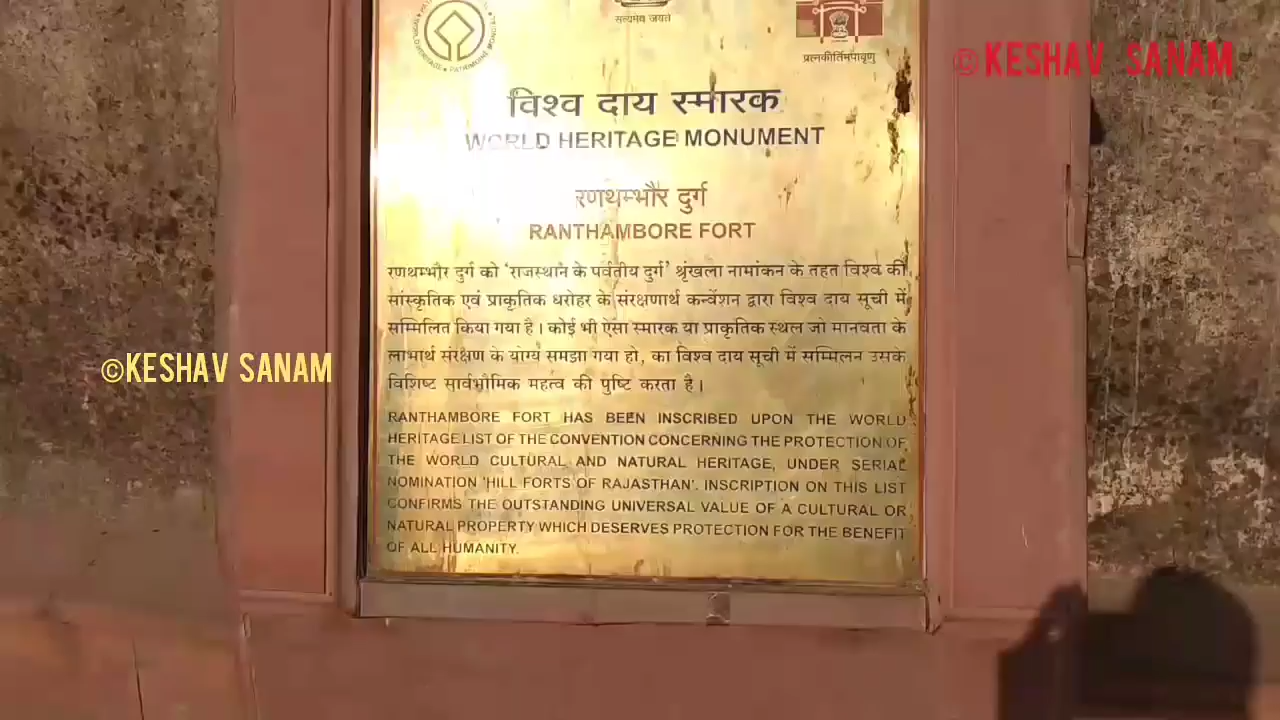 सत्यमेव जयते
प्रत्नकीर्तिमपावृणु
©KESHAV SANAM
विश्व दाय स्मारक
WORLD HERITAGE MONUMENT
रणथम्भौर दुर्ग
RANTHAMBORE FORT
रणथम्भौर दुर्ग को 'राजस्थान के पर्वतीय दुर्ग' श्रृंखला नामांकन के तहत विश्व की
सांस्कृतिक एवं प्राकृतिक धरोहर के संरक्षणार्थ कन्वेंशन द्वारा विश्व दाय सूची में
सम्मिलित किया गया है । कोई भी ऐसा स्मारक या प्राकृतिक स्थल जो मानवता के
लाभार्थ संरक्षण के योग्य समझा गया हो, का विश्व दाय सूची में सम्मिलन उसके
विशिष्ट सार्वभौमिक महत्व की पुष्टि करता है ।
©KESHAV SANAM
RANTHAMBORE FORT HAS BEEN INSCRIBED UPON THE WORLD
HERITAGE LIST OF THE CONVENTION CONCERNING THE PROTECTION OF
THE WORLD CULTURAL AND NATURAL HERITAGE, UNDER SERIAL
NOMINATION 'HILL FORTS OF RAJASTHAN'. INSCRIPTION ON THIS LIST
CONFIRMS THE OUTSTANDING UNIVERSAL VALUE OF A CULTURAL OR
NATURAL PROPERTY WHICH DESERVES PROTECTION FOR THE BENEFIT
OF ALL HUMANITY.